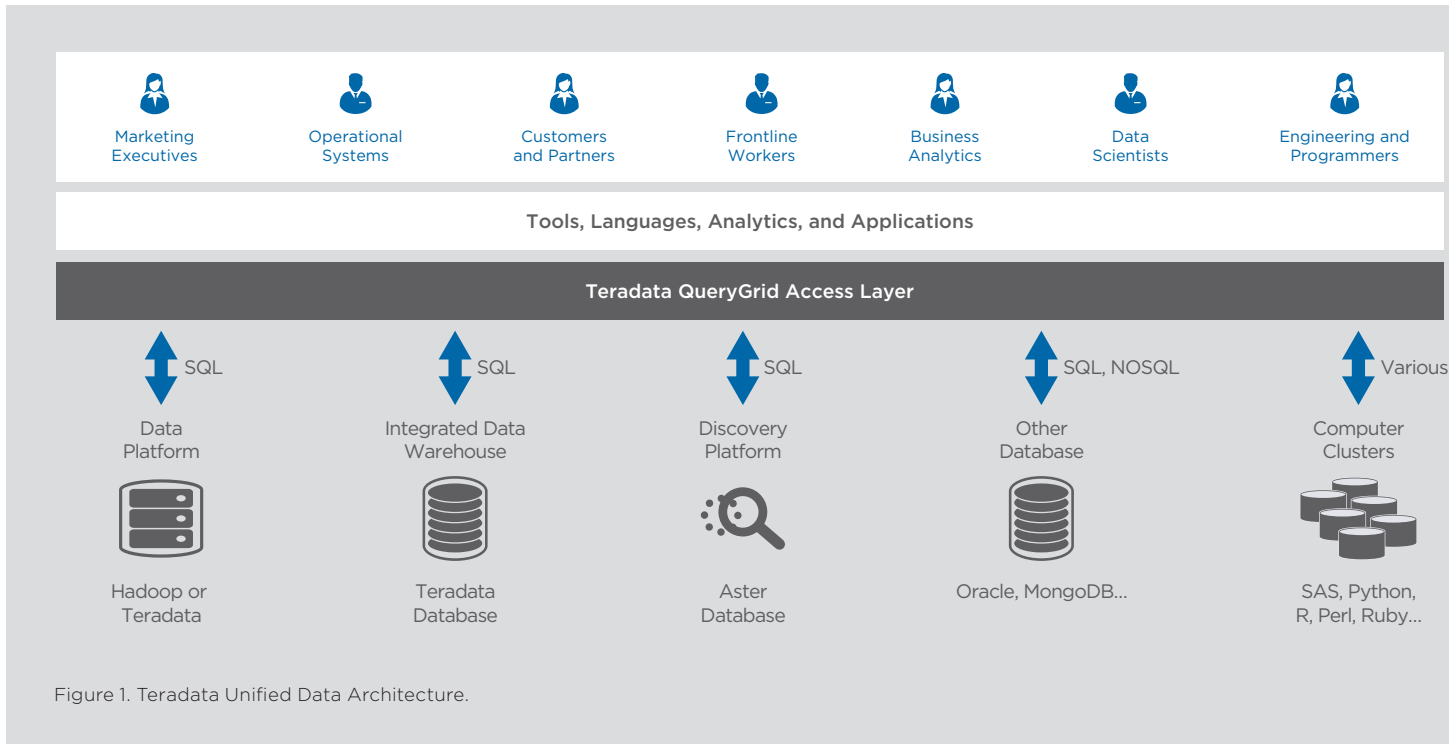 Marketing
Executives
Operational
Systems
Customers
and Partners
Frontline
Workers
Business
Analytics
Data
Scientists
Engineering and
Programmers
Tools, Languages, Analytics, and Applications
Teradata QueryGrid Access Layer
SQL
SQL
SQL
SQL, NOSQL
Various
Data
Platform
Integrated Data
Warehouse
Discovery
Platform
Other
Database
Computer
Clusters
Hadoop or
Teradata
Teradata
Database
Aster
Database
Oracle, MongoDB...
SAS, Python,
R, Perl, Ruby...
Figure 1. Teradata Unified Data Architecture.